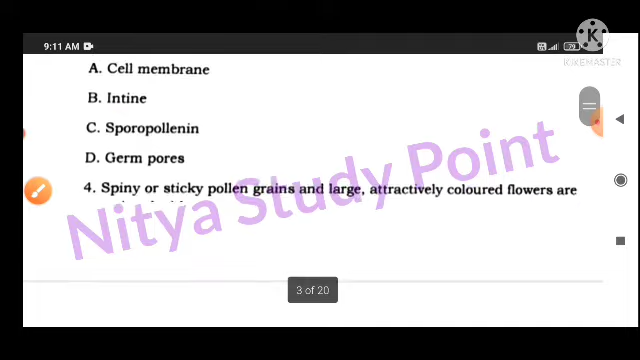 9:11 AM
79
K
KINEMASTER
A. Cell membrane
B. Intine
C. Sporopollenin
D. Germ pores
4. Spiny or sticky pollen grains and large, attractively coloured flowers are
Nitya Study Point
3 of 20